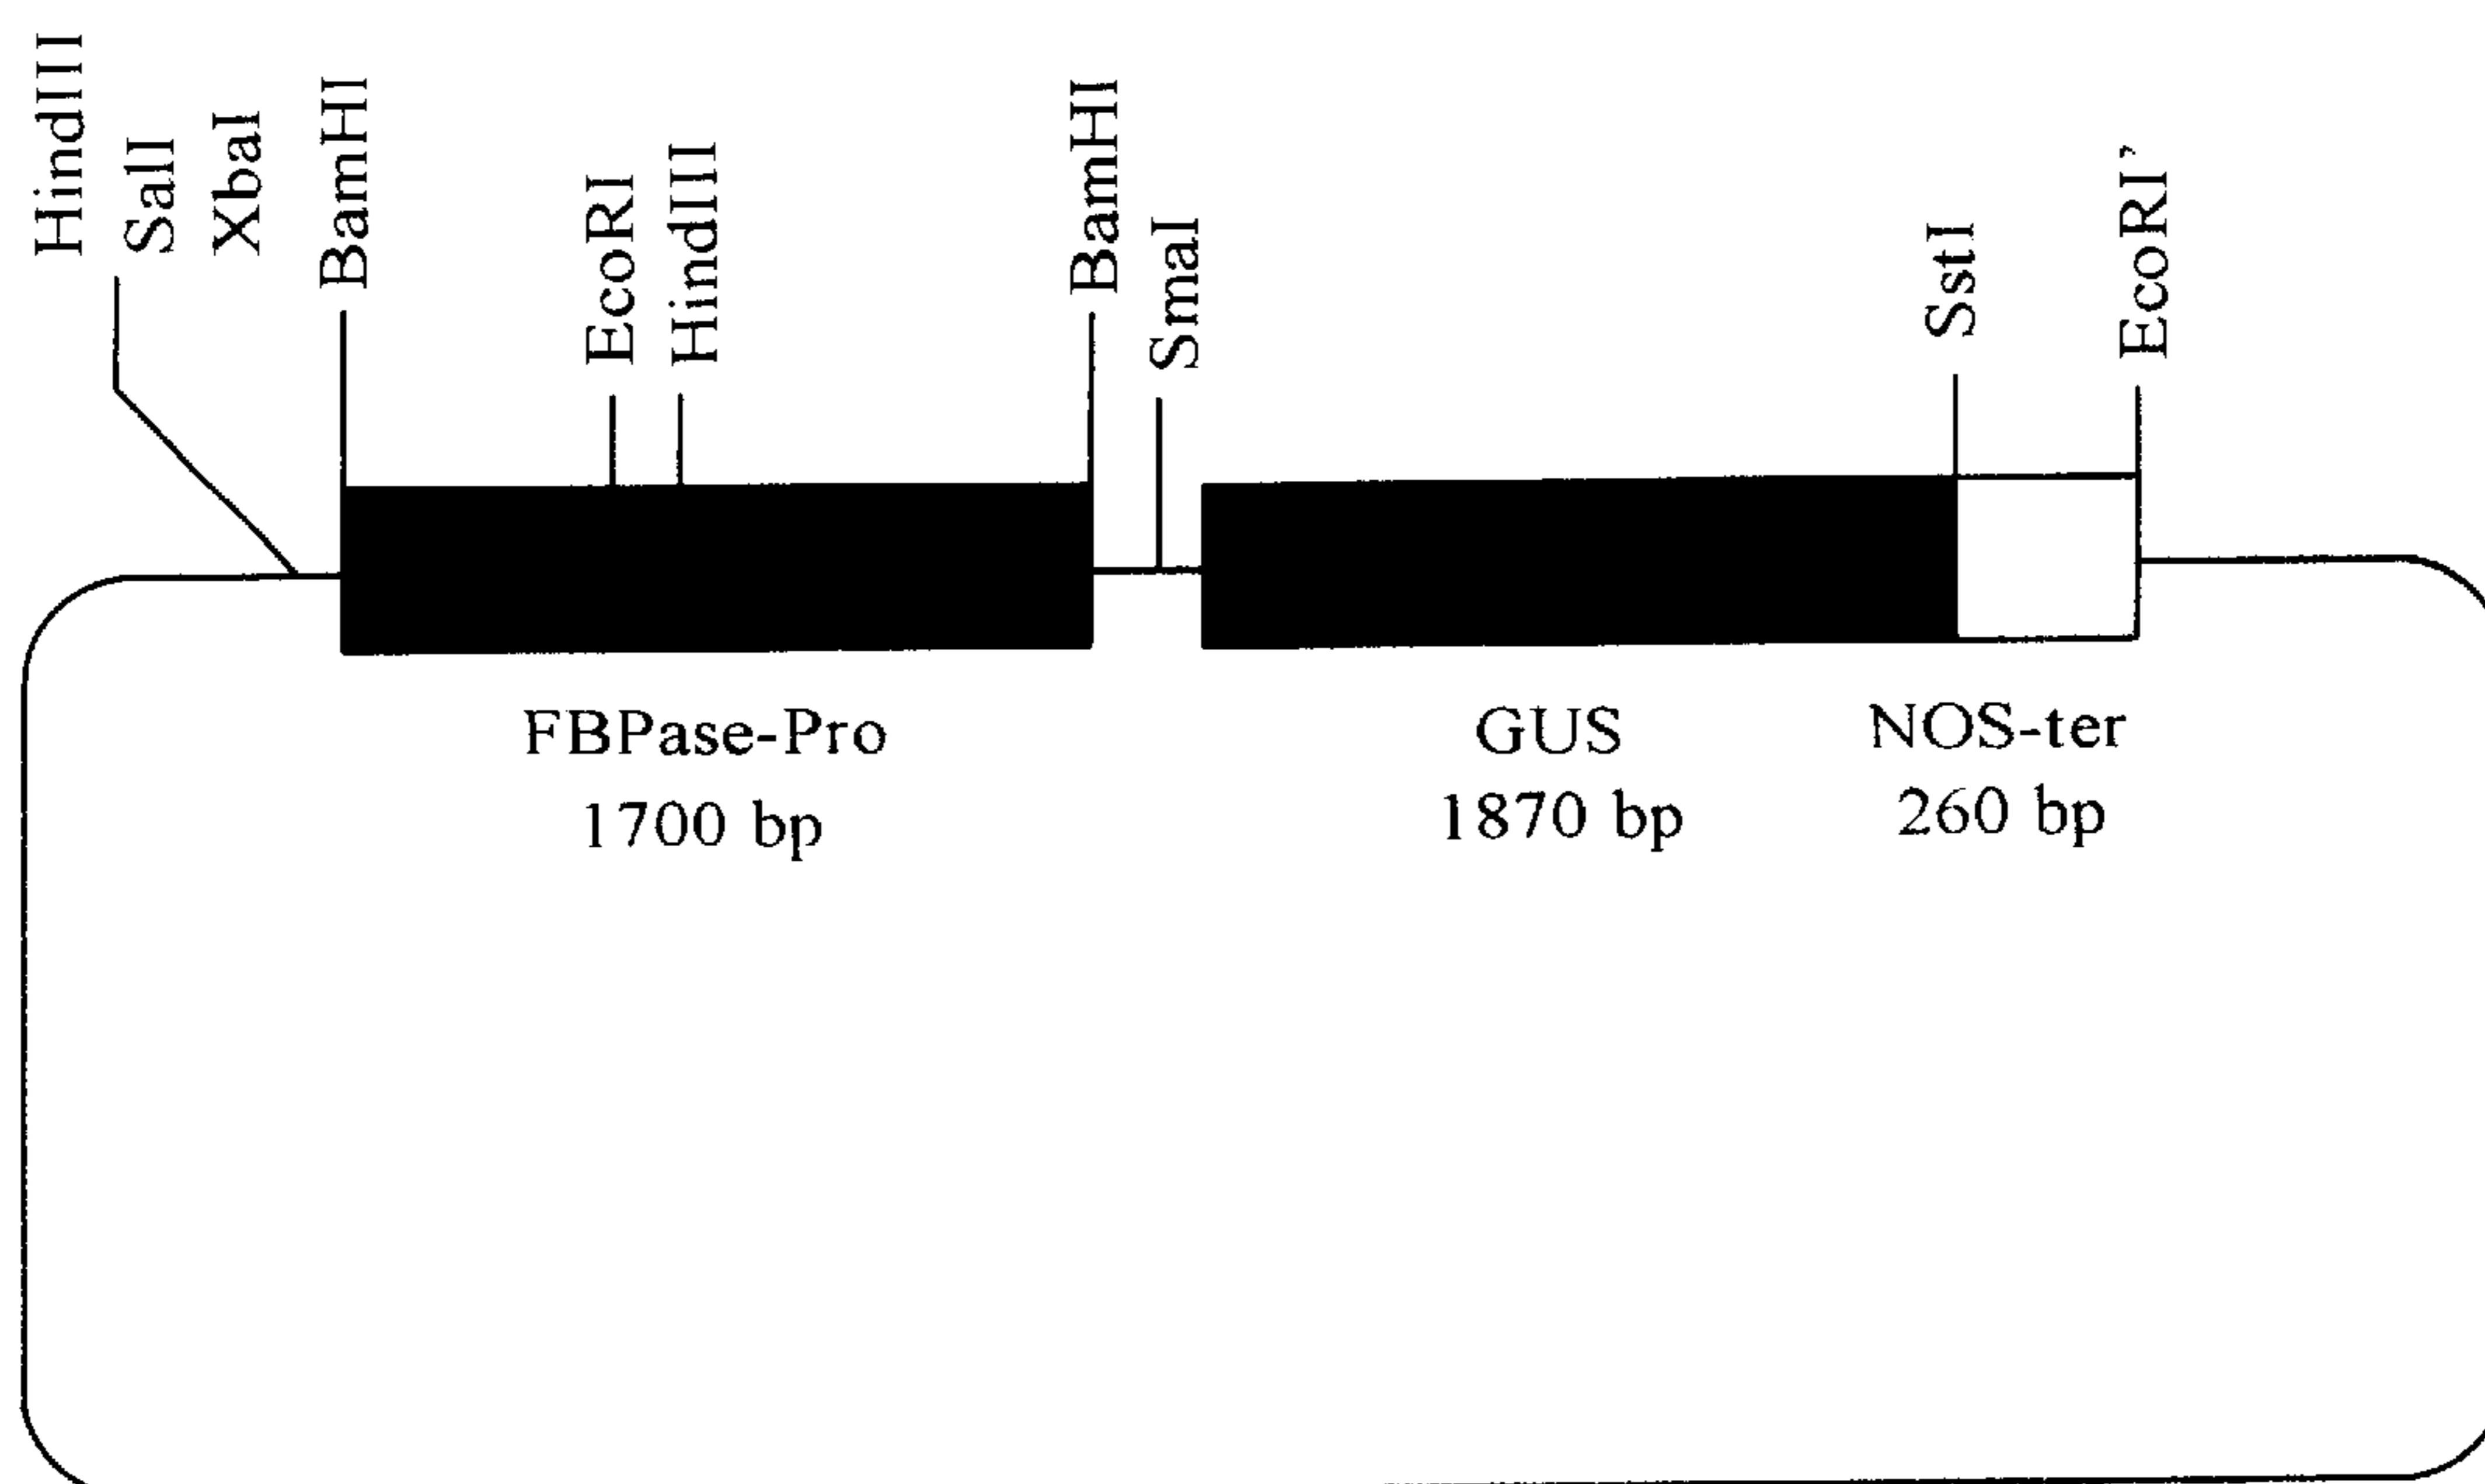 HindIII
SalI
XbaI
BamHI
EcoRI
HindIII
BamHI
SmaI
SstI
EcoRI’
FBPase-Pro
1700 bp
GUS
1870 bp
NOS-ter
260 bp